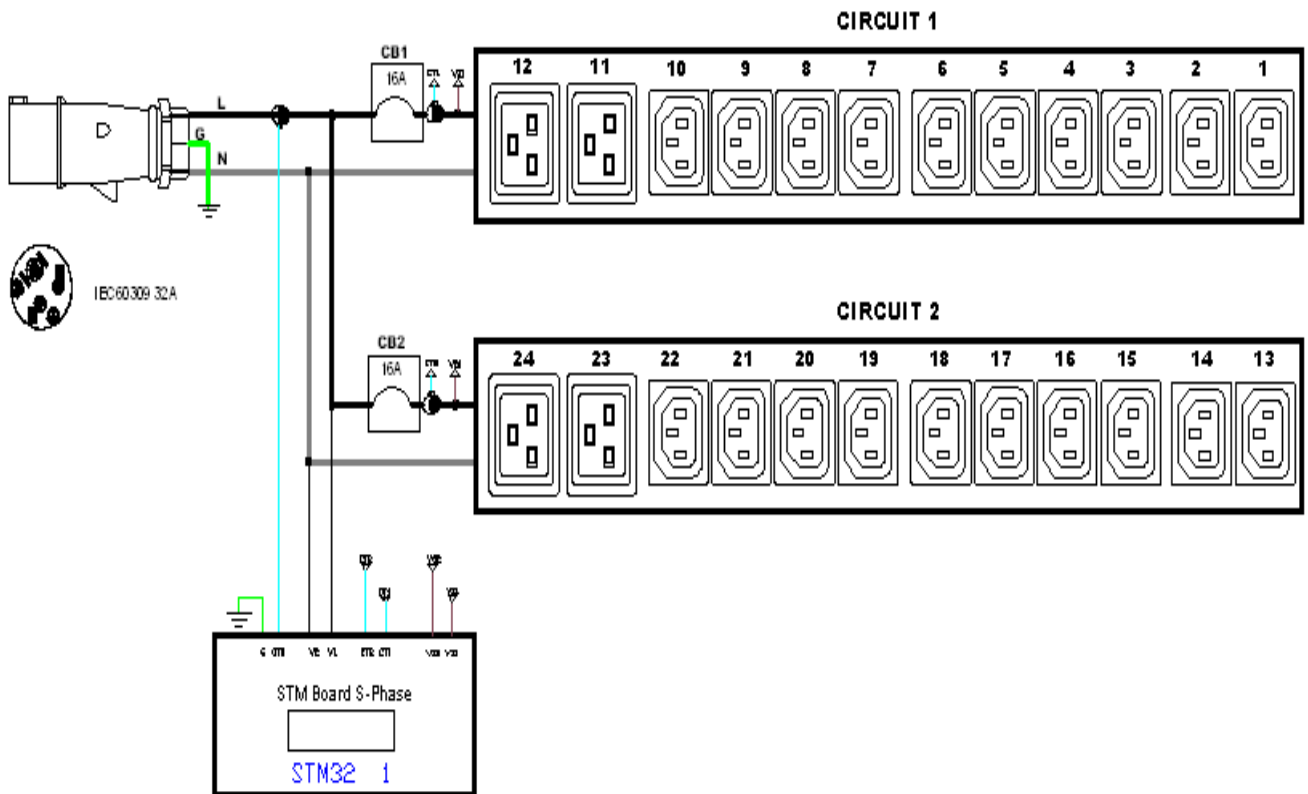 CIRCUIT 1
CB1
16A
12 11 10 9 8 7 6 5 4 3 2 1
L
G
N
IEC60309 32A
CIRCUIT 2
CB2
16A
24 23 22 21 20 19 18 17 16 15 14 13
G
STM Board S-Phase
STM32 1